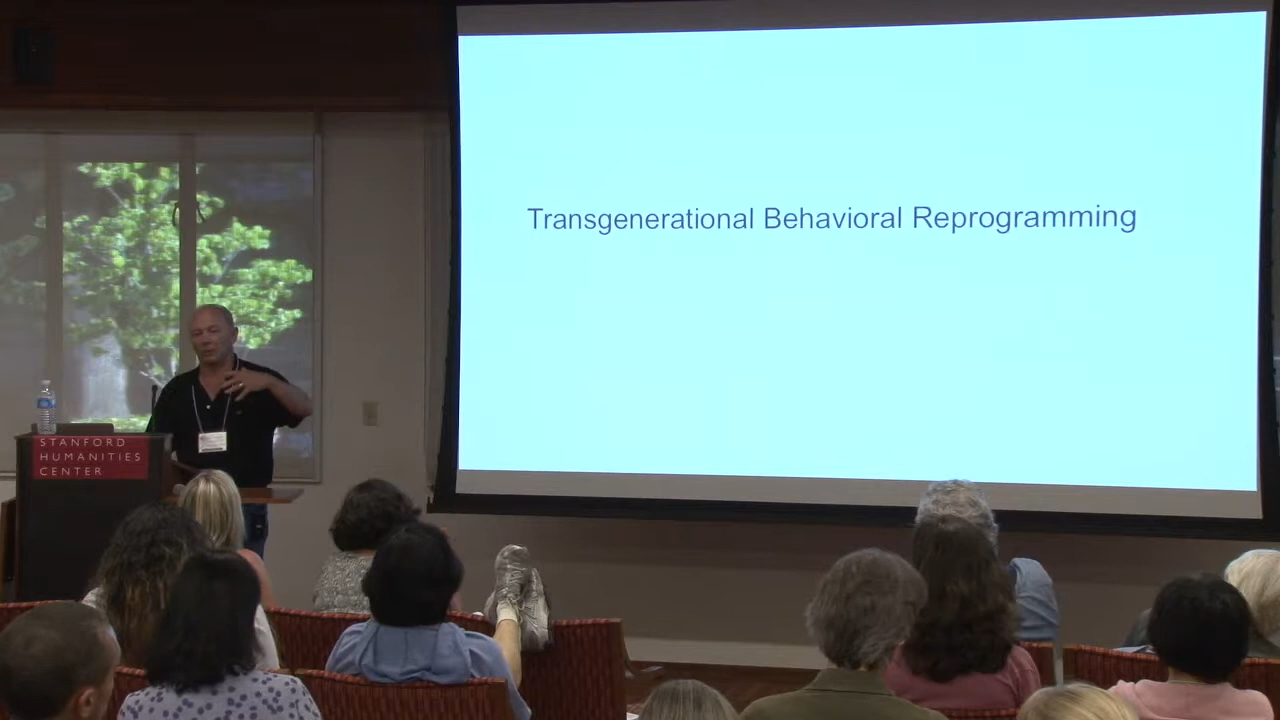 Transgenerational Behavioral Reprogramming
STANFORD
HUMANITIES
CENTER